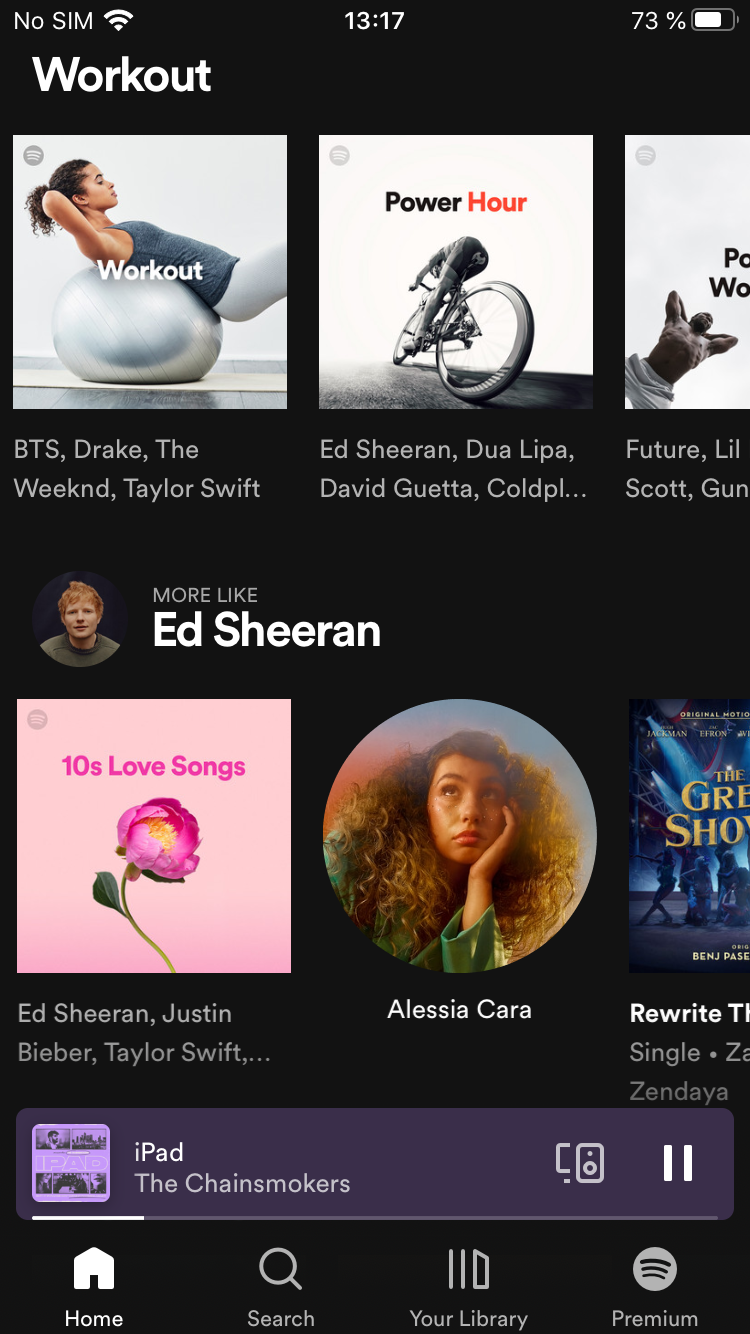 No SIM 13:17 73 %
Workout
Workout
Power Hour
Po
Wo
BTS, Drake, The
Weeknd, Taylor Swift
Ed Sheeran, Dua Lipa,
David Guetta, Coldpl...
Future, Lil
Scott, Gun
MORE LIKE
Ed Sheeran
10s Love Songs
ORIGINAL MOTIO
JACKMAN
EFRON
THE
GRE
SHOW
BENJ PASE
Ed Sheeran, Justin
Bieber, Taylor Swift,...
Alessia Cara
Rewrite Th
Single • Za
Zendaya
IPAD
iPad
The Chainsmokers
Home
Search
Your Library
Premium